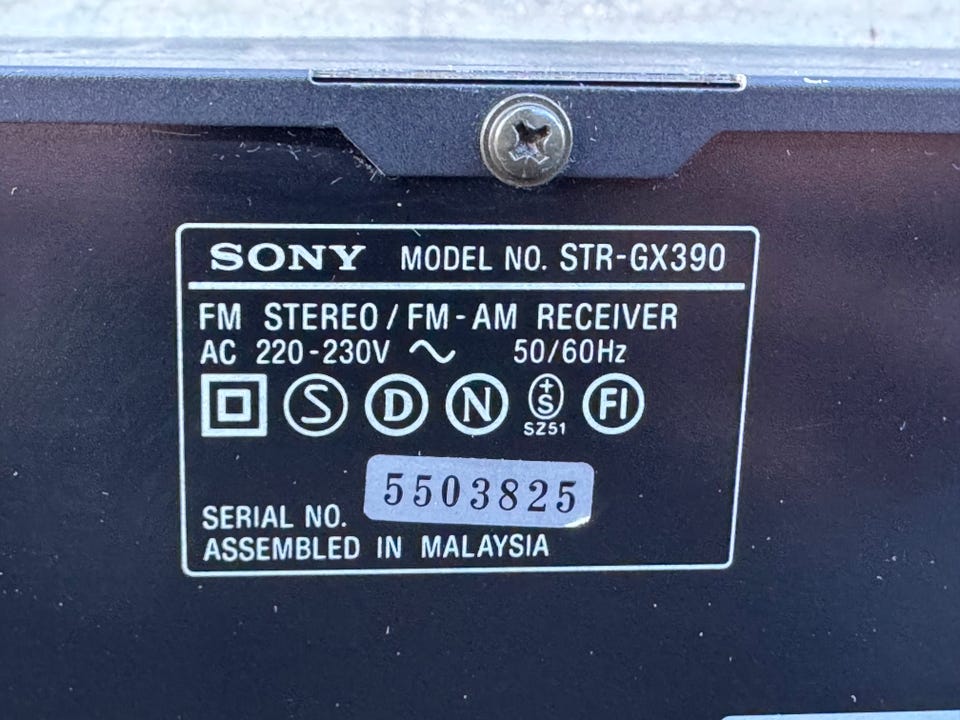 SONY MODEL NO. STR-GX390
FM STEREO / FM-AM RECEIVER
AC 220-230V ~ 50/60Hz
S D N +S FI
SZ51
5503825
SERIAL NO.
ASSEMBLED IN MALAYSIA